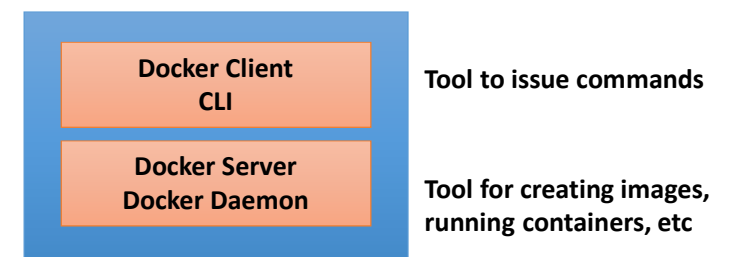 Docker Client
CLI
Tool to issue commands
Docker Server
Docker Daemon
Tool for creating images,
running containers, etc